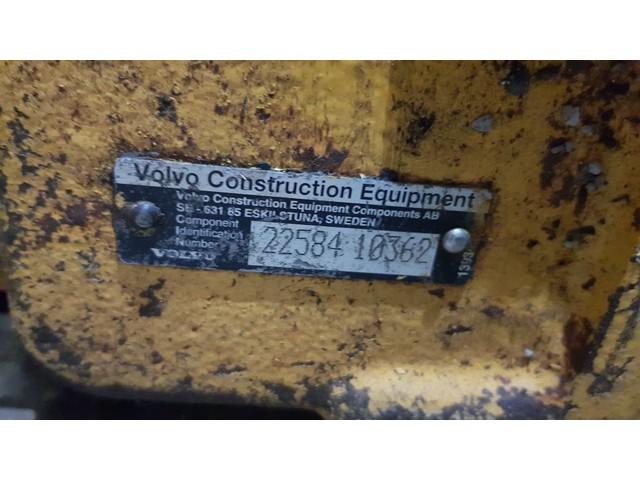 Volvo Construction Equipment
Volvo Construction Equipment Components AB
SE - 631 85 ESKILSTUNA, SWEDEN
Component
Identification
Number
22584 10362
VOLVO
1303